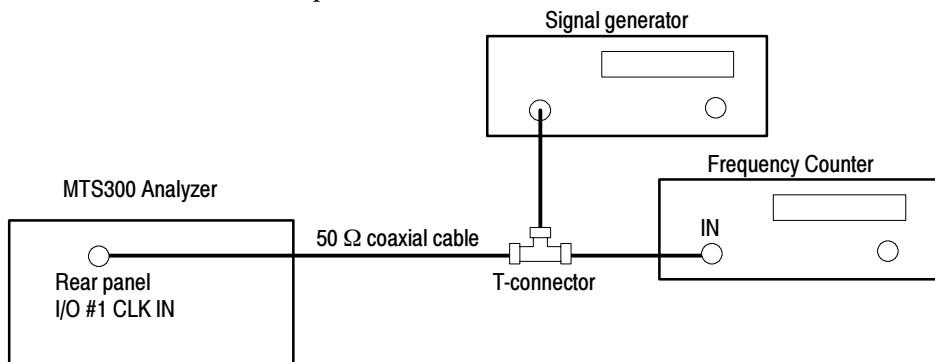 Signal generator
Frequency Counter
MTS300 Analyzer
IN
50 Ω coaxial cable
T-connector
Rear panel
I/O #1 CLK IN